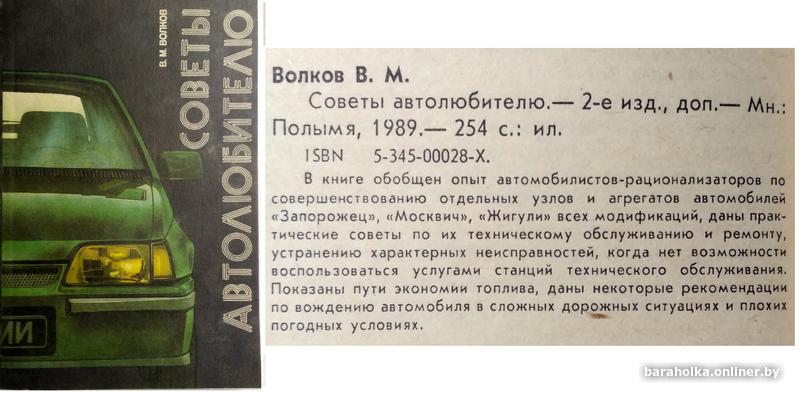 В. М. ВОЛКОВ
СОВЕТЫ
АВТОЛЮБИТЕЛЮ
ИИ
Волков В. М.
Советы автолюбителю.— 2-е изд., доп.— Мн.:
Полымя, 1989.— 254 с.: ил.
ISBN 5-345-00028-X.
В книге обобщен опыт автомобилистов-рационализаторов по
совершенствованию отдельных узлов и агрегатов автомобилей
«Запорожец», «Москвич», «Жигули» всех модификаций, даны прак-
тические советы по их техническому обслуживанию и ремонту,
устранению характерных неисправностей, когда нет возможности
воспользоваться услугами станций технического обслуживания.
Показаны пути экономии топлива, даны некоторые рекомендации
по вождению автомобиля в сложных дорожных ситуациях и плохих
погодных условиях.
baraholka.onliner.by